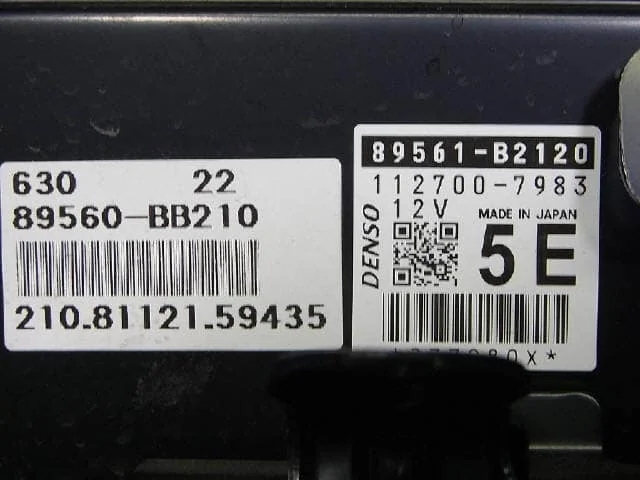 630 22
89560-BB210
210.81121.59435
89561-B2120
112700-7983
12V
MADE IN JAPAN
DENSO
5E